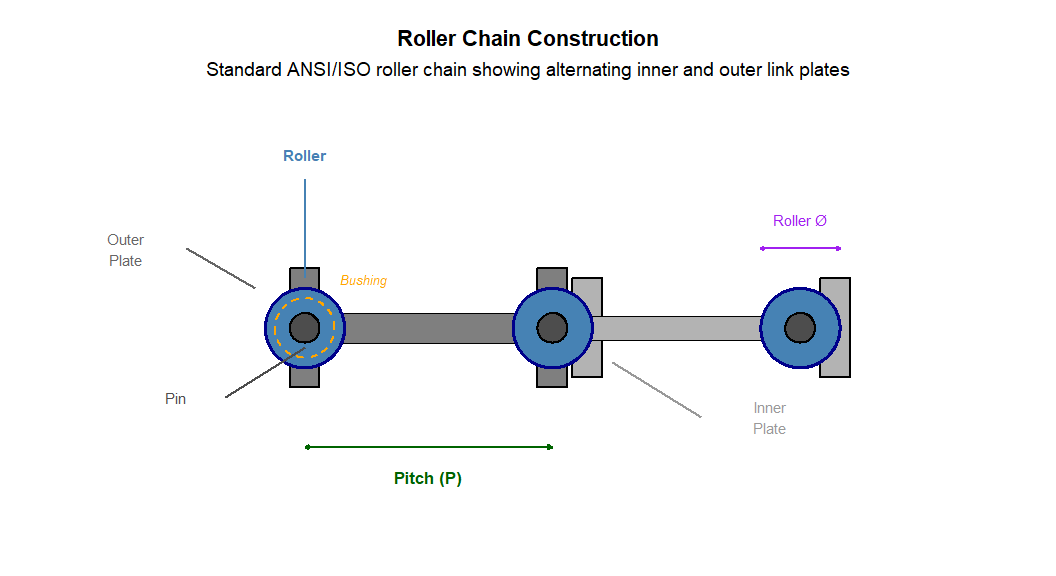 Roller Chain Construction
Standard ANSI/ISO roller chain showing alternating inner and outer link plates
Roller
Roller Ø
Outer
Plate
Bushing
Pin
Inner
Plate
Pitch (P)